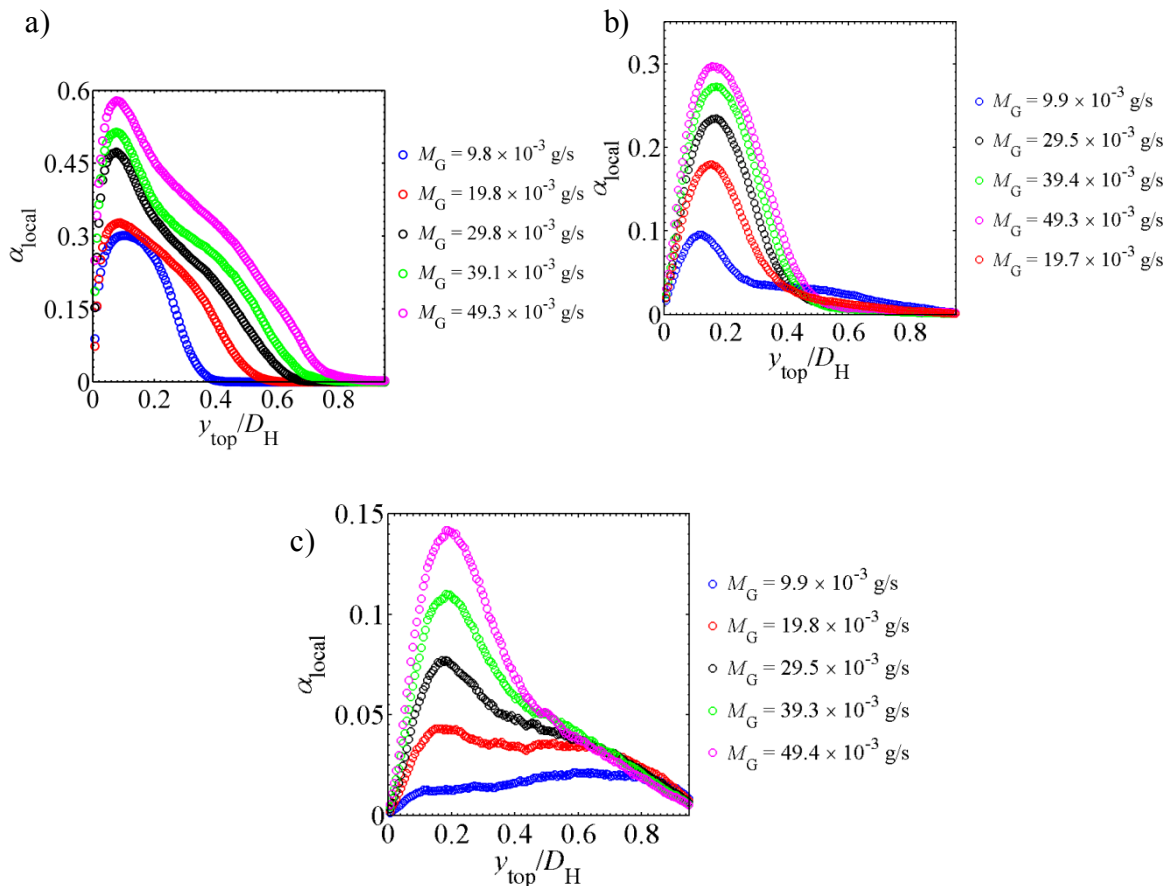 a)
α_local
0.6
0.45
0.3
0.15
0
0 0.2 0.4 0.6 0.8
y_top/D_H
M_G = 9.8 × 10⁻³ g/s
M_G = 19.8 × 10⁻³ g/s
M_G = 29.8 × 10⁻³ g/s
M_G = 39.1 × 10⁻³ g/s
M_G = 49.3 × 10⁻³ g/s
b)
α_local
0.3
0.2
0.1
0
0 0.2 0.4 0.6 0.8
y_top/D_H
M_G = 9.9 × 10⁻³ g/s
M_G = 29.5 × 10⁻³ g/s
M_G = 39.4 × 10⁻³ g/s
M_G = 49.3 × 10⁻³ g/s
M_G = 19.7 × 10⁻³ g/s
c)
α_local
0.15
0.1
0.05
0
0 0.2 0.4 0.6 0.8
y_top/D_H
M_G = 9.9 × 10⁻³ g/s
M_G = 19.8 × 10⁻³ g/s
M_G = 29.5 × 10⁻³ g/s
M_G = 39.3 × 10⁻³ g/s
M_G = 49.4 × 10⁻³ g/s